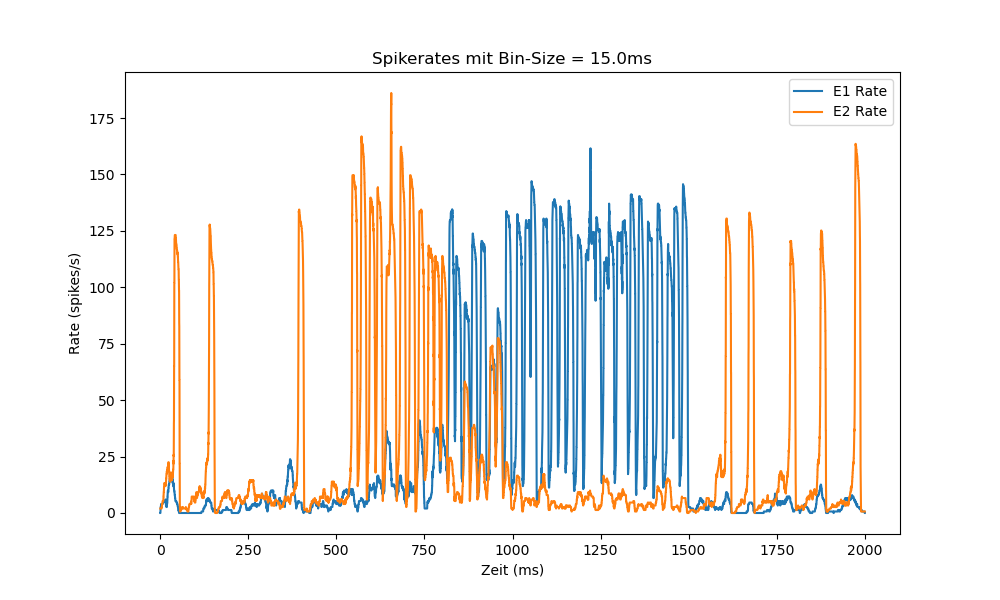 Spikerates mit Bin-Size = 15.0ms
E1 Rate
E2 Rate
175
150
125
100
75
50
25
0
Rate (spikes/s)
0 250 500 750 1000 1250 1500 1750 2000
Zeit (ms)